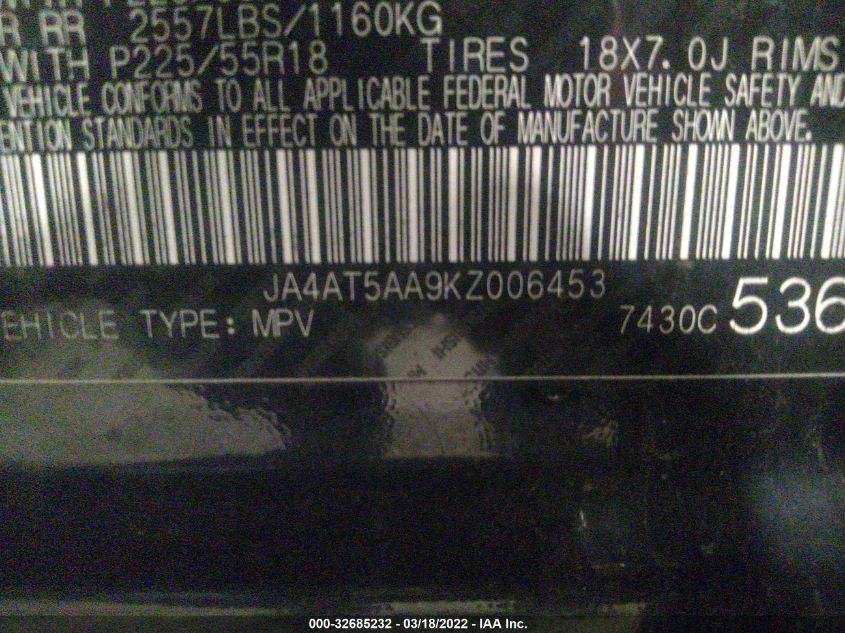 R RR 2557LBS/1160KG
WITH P225/55R18 TIRES 18X7.0J RIMS
VEHICLE CONFORMS TO ALL APPLICABLE FEDERAL MOTOR VEHICLE SAFETY AND
ENTION STANDARDS IN EFFECT ON THE DATE OF MANUFACTURE SHOWN ABOVE.
JA4AT5AA9KZ006453
EHICLE TYPE: MPV 7430C 536
000-32685232 - 03/18/2022 - IAA Inc.